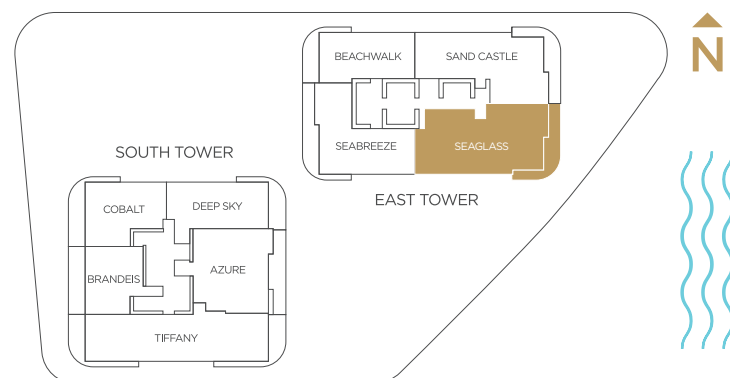 BEACHWALK
SAND CASTLE
N
SEABREEZE
SEAGLASS
EAST TOWER
SOUTH TOWER
COBALT
DEEP SKY
BRANDEIS
AZURE
TIFFANY